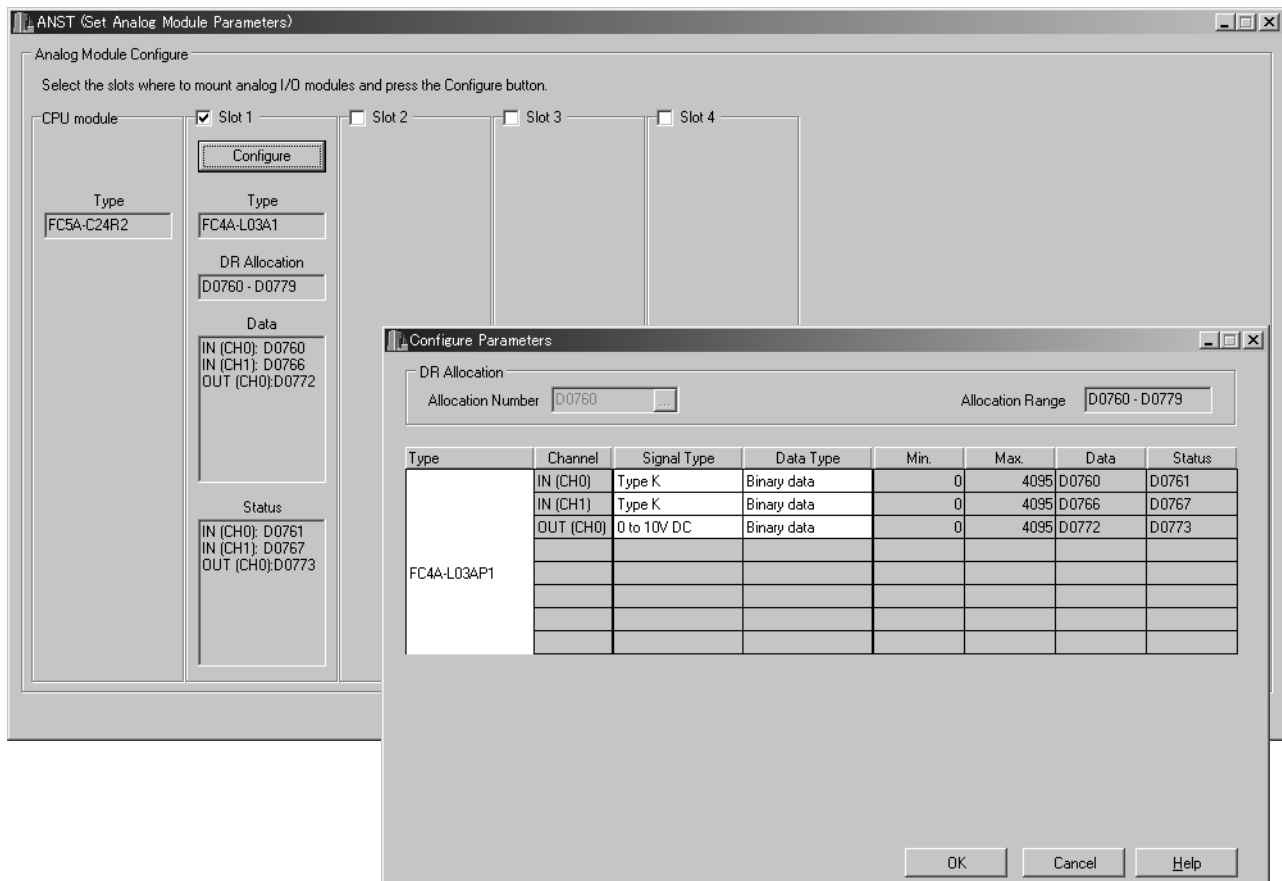 ANST (Set Analog Module Parameters)
Analog Module Configure
Select the slots where to mount analog I/O modules and press the Configure button.
CPU module
Type
FC5A-C24R2
Slot 1
Configure
Type
FC4A-L03A1
DR Allocation
D0760 - D0779
Data
IN (CH0): D0760
IN (CH1): D0766
OUT (CH0):D0772
Status
IN (CH0): D0761
IN (CH1): D0767
OUT (CH0):D0773
Slot 2
Slot 3
Slot 4
Configure Parameters
DR Allocation
Allocation Number D0760 ... Allocation Range D0760 - D0779
Type Channel Signal Type Data Type Min. Max. Data Status
IN (CH0) Type K Binary data 0 4095 D0760 D0761
IN (CH1) Type K Binary data 0 4095 D0766 D0767
OUT (CH0) 0 to 10V DC Binary data 0 4095 D0772 D0773
FC4A-L03AP1
OK Cancel Help